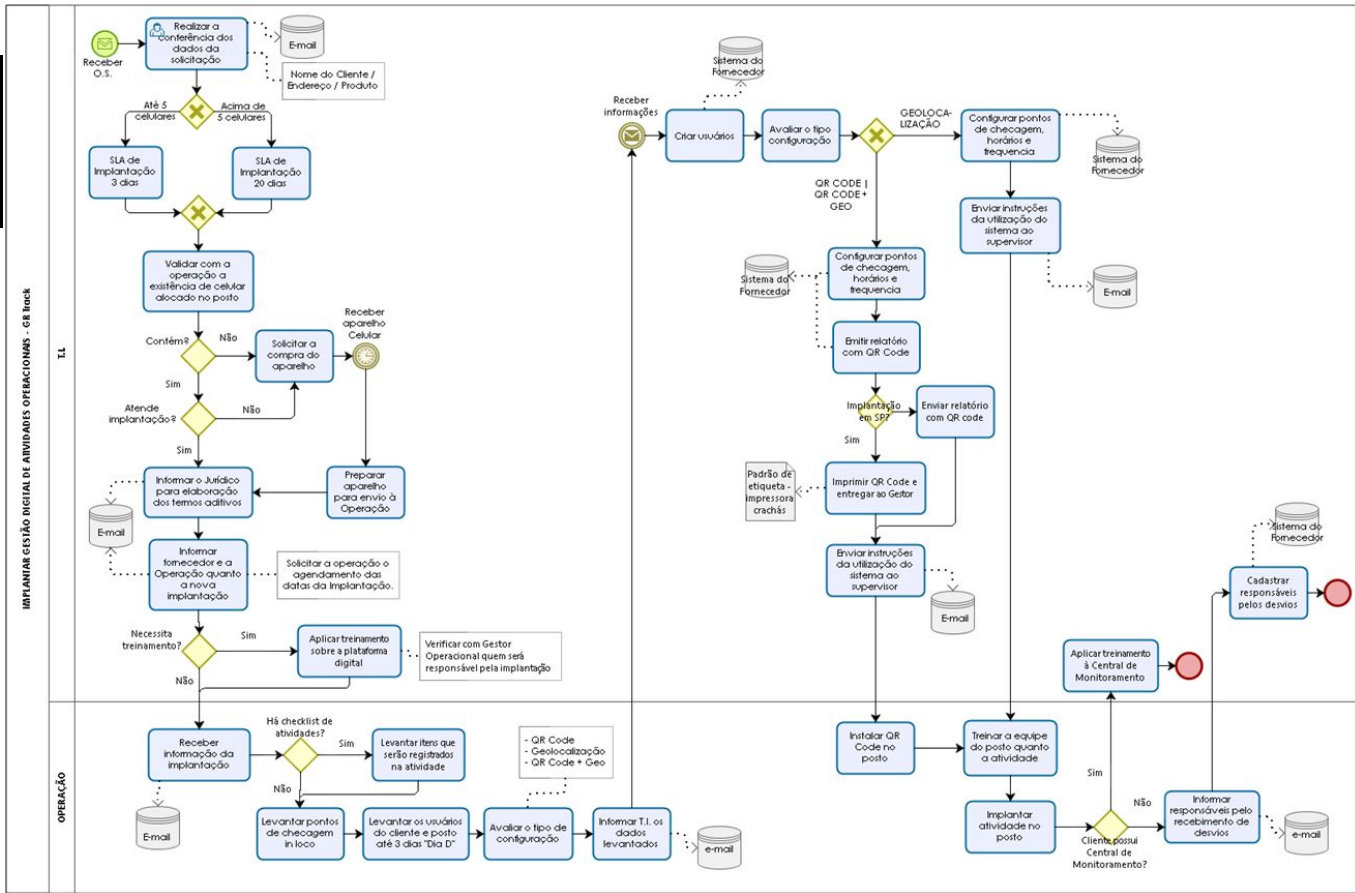 IMPLANTAR GESTÃO DIGITAL DE ATIVIDADES OPERACIONAIS - GR Track
T.I.
Receber
O.S.
Realizar a
conferência dos
dados da
solicitação
E-mail
Nome do Cliente /
Endereço / Produto
Até 5
celulares
Acima de
5 celulares
SLA de
Implantação
3 dias
SLA de
Implantação
20 dias
Validar com a
operação a
existência de celular
alocado no posto
Contém?
Não
Solicitar a
compra do
aparelho
Receber
aparelho
Celular
Sim
Atende
implantação?
Não
Sim
Informar o Jurídico
para elaboração
dos termos aditivos
Preparar
aparelho
para envio à
Operação
E-mail
Informar
fornecedor e a
Operação quanto
a nova
implantação
Solicitar a operação o
agendamento das
datas da Implantação.
Necessita
treinamento?
Sim
Aplicar treinamento
sobre a plataforma
digital
Verificar com Gestor
Operacional quem será
responsável pela implantação
Não
Receber
informações
Criar usuários
Sistema do
Fornecedor
Avaliar o tipo
configuração
GEOLOCA-
LIZAÇÃO
Configurar pontos
de checagem,
horários e
frequencia
Sistema do
Fornecedor
Enviar instruções
da utilização do
sistema ao
supervisor
E-mail
QR CODE |
QR CODE +
GEO
Configurar pontos
de checagem,
horários e
frequencia
Sistema do
Fornecedor
Emitir relatório
com QR Code
Implantação
em SP?
Enviar relatório
com QR code
Sim
Imprimir QR Code e
entregar ao Gestor
Padrão de
etiqueta -
impressora
crachás
Enviar instruções
da utilização do
sistema ao
supervisor
E-mail
Sistema do
Fornecedor
Cadastrar
responsáveis
pelos desvios
Aplicar treinamento
à Central de
Monitoramento
OPERAÇÃO
Receber
informação da
implantação
E-mail
Há checklist de
atividades?
Sim
Levantar itens que
serão registrados
na atividade
Não
Levantar pontos
de checagem
in loco
Levantar os usuários
do cliente e posto
até 3 dias "Dia D"
Avaliar o tipo de
configuração
- QR Code
- Geolocalização
- QR Code + Geo
Informar T.I. os
dados
levantados
e-mail
Instalar QR
Code no
posto
Treinar a equipe
do posto quanto
a atividade
Implantar
atividade no
posto
Sim
Não
Cliente possui
Central de
Monitoramento?
Informar
responsáveis pelo
recebimento de
desvios
e-mail